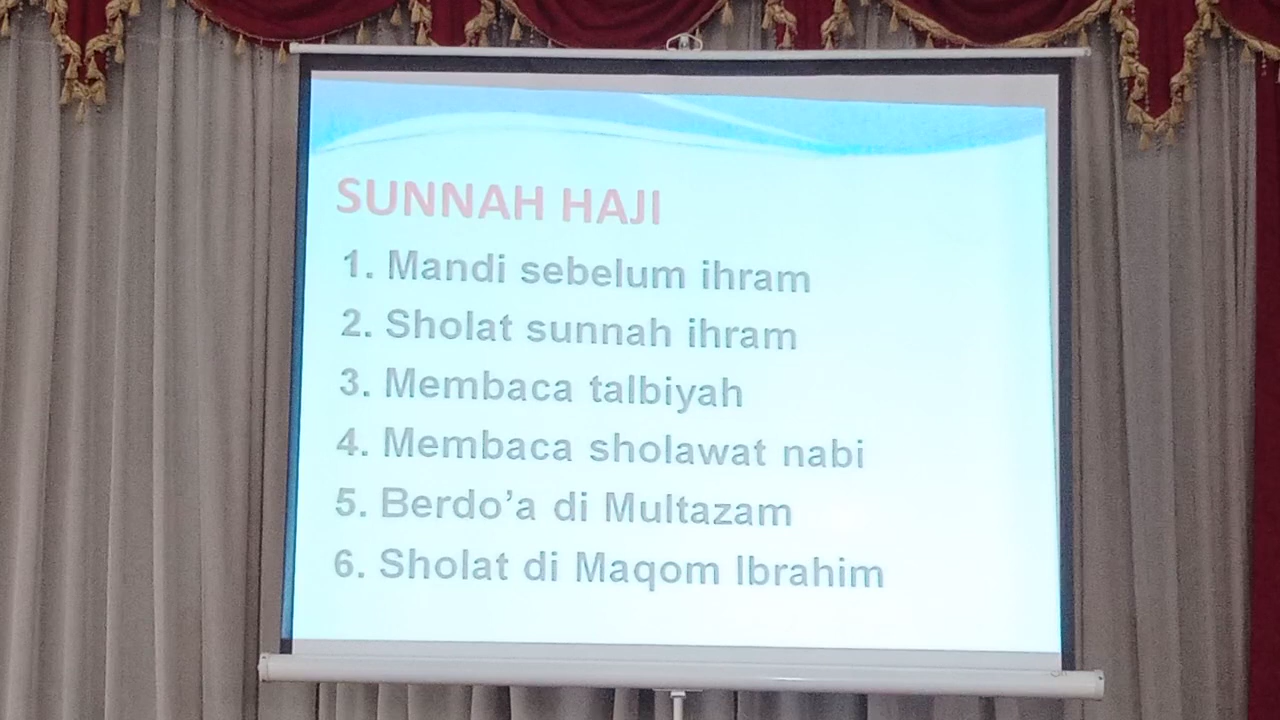 SUNNAH HAJI
1. Mandi sebelum ihram
2. Sholat sunnah ihram
3. Membaca talbiyah
4. Membaca sholawat nabi
5. Berdo’a di Multazam
6. Sholat di Maqom Ibrahim